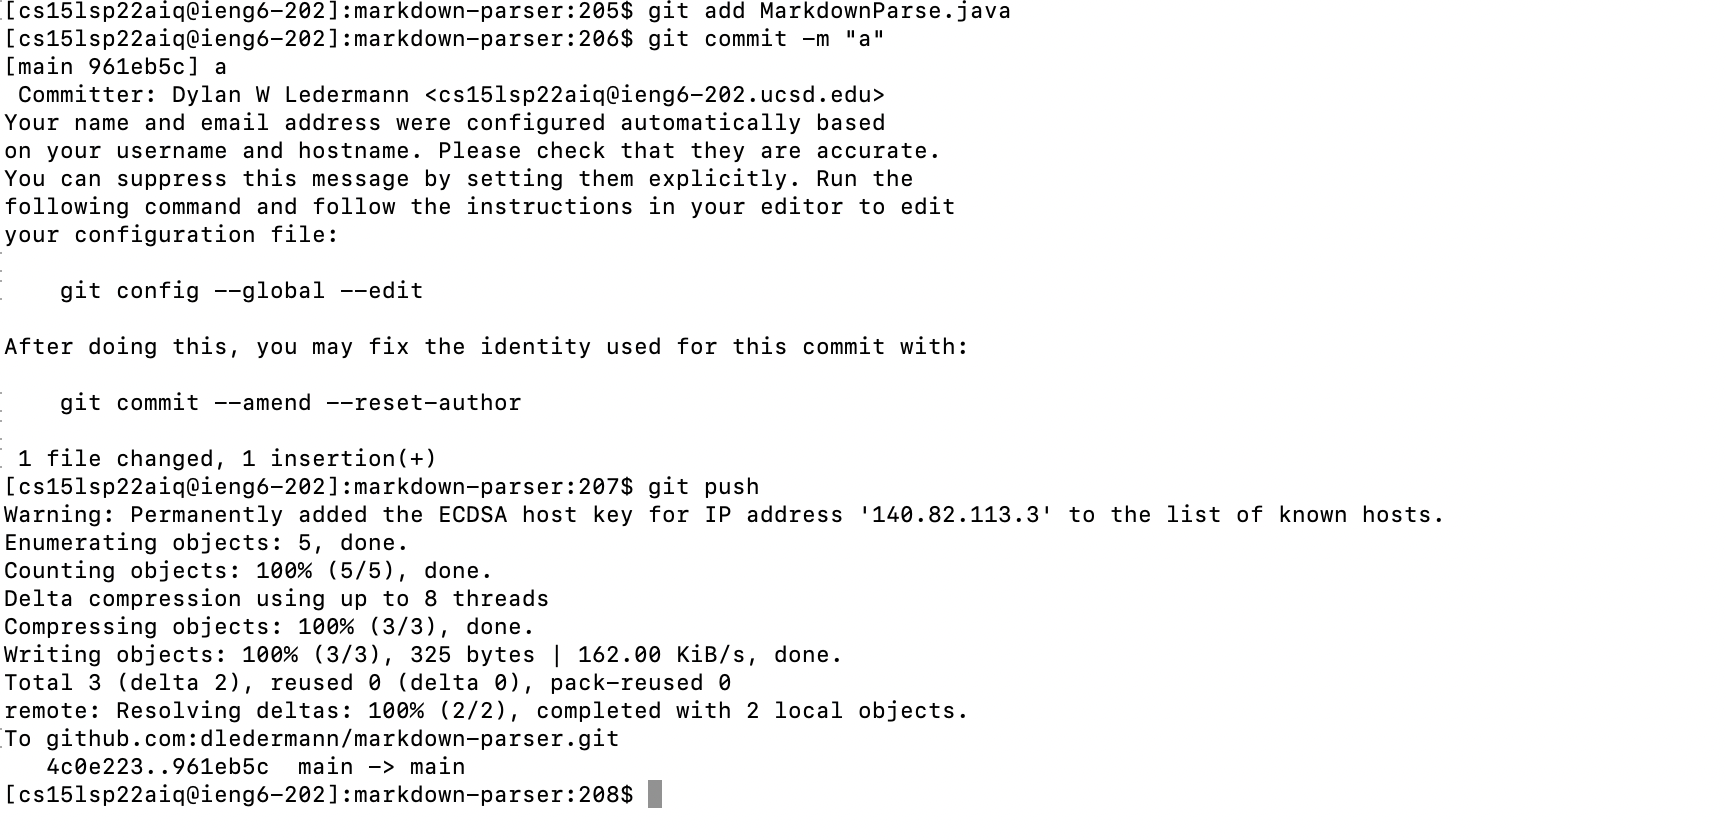 [cs15lsp22aiq@ieng6-202]:markdown-parser:205$ git add MarkdownParse.java
[cs15lsp22aiq@ieng6-202]:markdown-parser:206$ git commit -m "a"
[main 961eb5c] a
 Committer: Dylan W Ledermann <cs15lsp22aiq@ieng6-202.ucsd.edu>
Your name and email address were configured automatically based
on your username and hostname. Please check that they are accurate.
You can suppress this message by setting them explicitly. Run the
following command and follow the instructions in your editor to edit
your configuration file:

    git config --global --edit

After doing this, you may fix the identity used for this commit with:

    git commit --amend --reset-author

 1 file changed, 1 insertion(+)
[cs15lsp22aiq@ieng6-202]:markdown-parser:207$ git push
Warning: Permanently added the ECDSA host key for IP address '140.82.113.3' to the list of known hosts.
Enumerating objects: 5, done.
Counting objects: 100% (5/5), done.
Delta compression using up to 8 threads
Compressing objects: 100% (3/3), done.
Writing objects: 100% (3/3), 325 bytes | 162.00 KiB/s, done.
Total 3 (delta 2), reused 0 (delta 0), pack-reused 0
remote: Resolving deltas: 100% (2/2), completed with 2 local objects.
To github.com:dledermann/markdown-parser.git
   4c0e223..961eb5c  main -> main
[cs15lsp22aiq@ieng6-202]:markdown-parser:208$